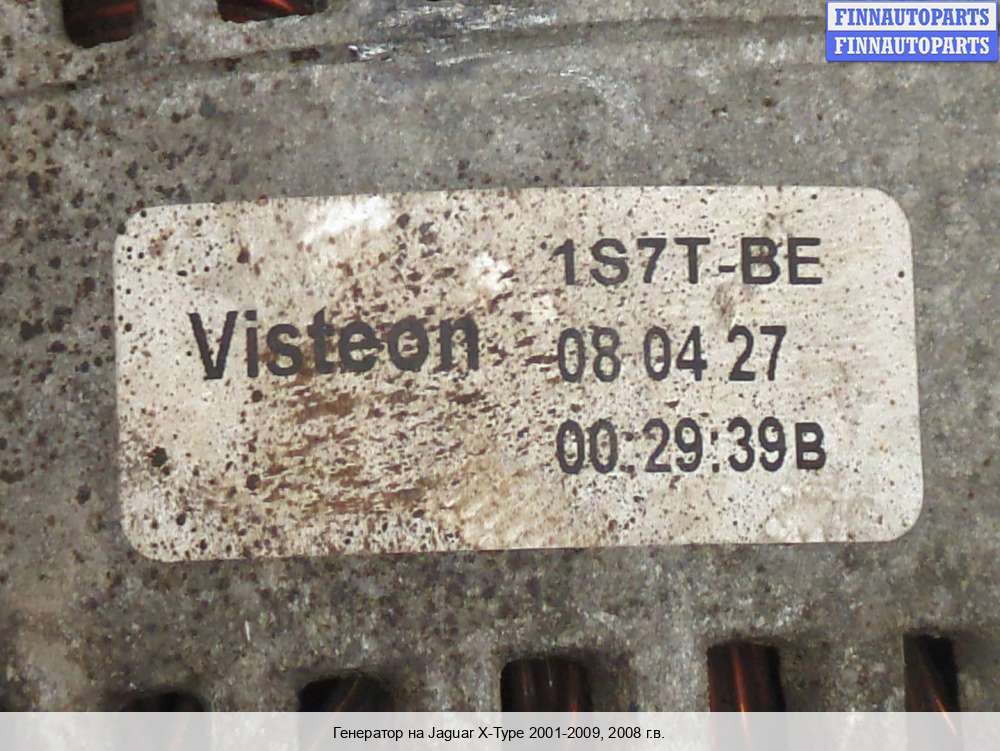 FINNAUTOPARTS
FINNAUTOPARTS
Visteon
1S7T-BE
08 04 27
00:29:39B
Генератор на Jaguar X-Type 2001-2009, 2008 г.в.